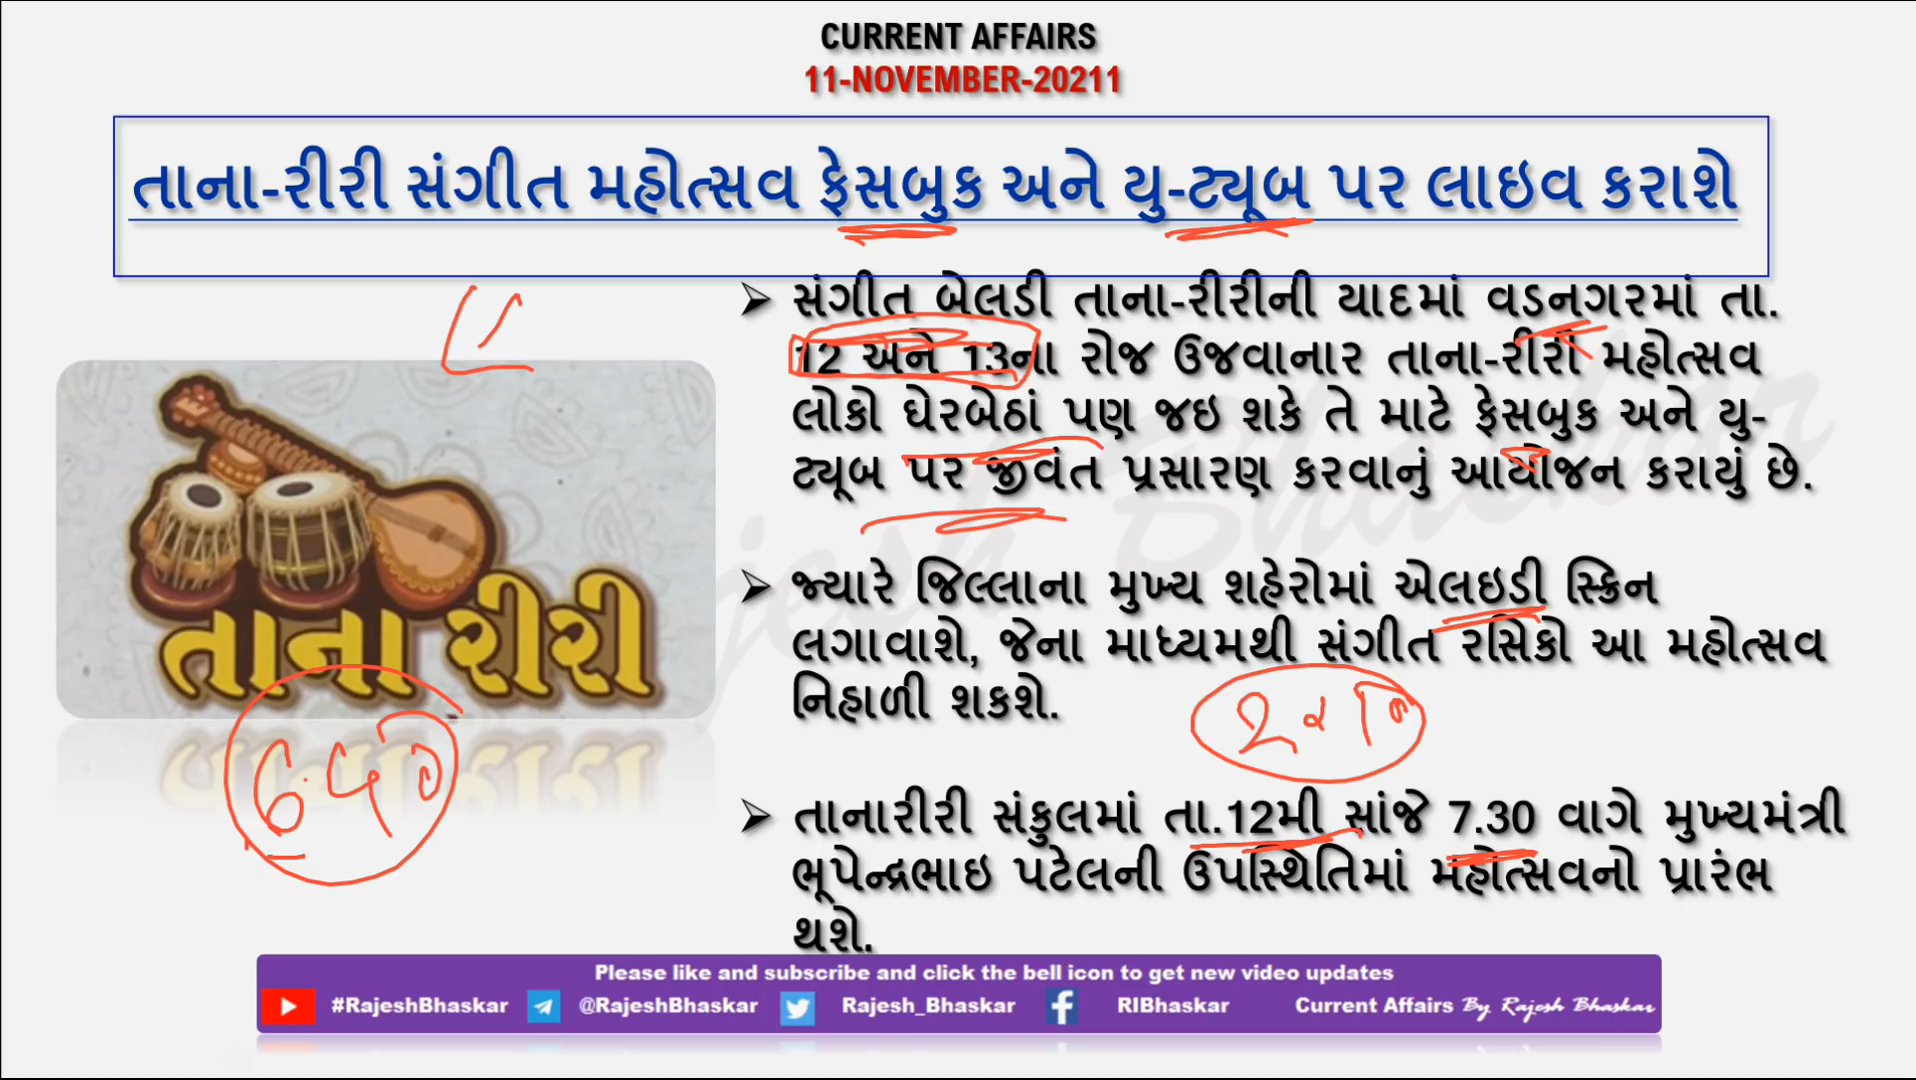 CURRENT AFFAIRS
11-NOVEMBER-20211
તાના-રીરી સંગીત મહોત્સવ ફેસબુક અને યુ-ટ્યૂબ પર લાઇવ કરાશે
સંગીત બેલડી તાના-રીરીની યાદમાં વડનગરમાં તા.
12 અને 13ના રોજ ઉજવાનાર તાના-રીરી મહોત્સવ
લોકો ઘેરબેઠાં પણ જઇ શકે તે માટે ફેસબુક અને યુ-
ટ્યૂબ પર જીવંત પ્રસારણ કરવાનું આયોજન કરાયું છે.
જ્યારે જિલ્લાના મુખ્ય શહેરોમાં એલઇડી સ્ક્રિન
લગાવાશે, જેના માધ્યમથી સંગીત રસિકો આ મહોત્સવ
નિહાળી શકશે.
તાનારીરી સંકુલમાં તા.12મી સાંજે 7.30 વાગે મુખ્યમંત્રી
ભૂપેન્દ્રભાઇ પટેલની ઉપસ્થિતિમાં મહોત્સવનો પ્રારંભ
થશે.
તાના રીરી
Please like and subscribe and click the bell icon to get new video updates
#RajeshBhaskar @RajeshBhaskar Rajesh_Bhaskar RIBhaskar Current Affairs By Rajesh Bhaskar